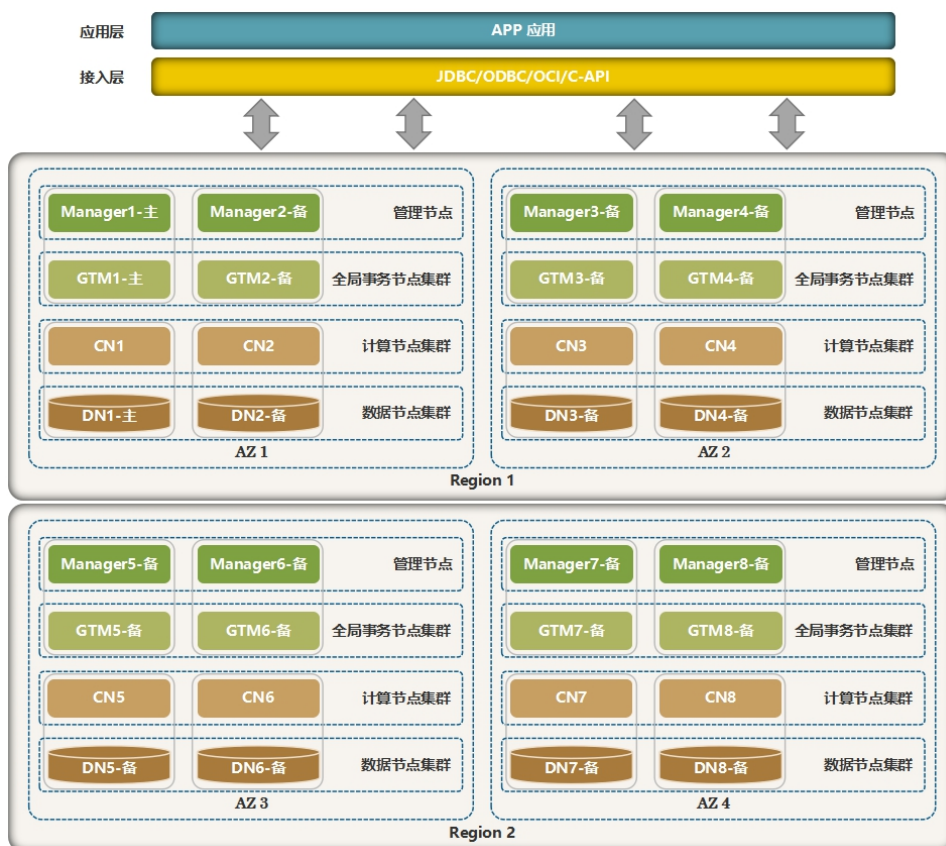 应用层 APP 应用
接入层 JDBC/ODBC/OCI/C-API
Manager1-主 Manager2-备 管理节点
GTM1-主 GTM2-备 全局事务节点集群
CN1 CN2 计算节点集群
DN1-主 DN2-备 数据节点集群
AZ 1
Manager3-备 Manager4-备 管理节点
GTM3-备 GTM4-备 全局事务节点集群
CN3 CN4 计算节点集群
DN3-备 DN4-备 数据节点集群
AZ 2
Region 1
Manager5-备 Manager6-备 管理节点
GTM5-备 GTM6-备 全局事务节点集群
CN5 CN6 计算节点集群
DN5-备 DN6-备 数据节点集群
AZ 3
Manager7-备 Manager8-备 管理节点
GTM7-备 GTM8-备 全局事务节点集群
CN7 CN8 计算节点集群
DN7-备 DN8-备 数据节点集群
AZ 4
Region 2